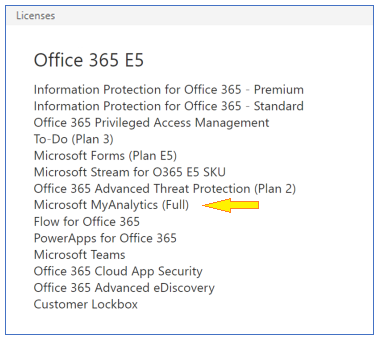 Licenses
Office 365 E5
Information Protection for Office 365 - Premium
Information Protection for Office 365 - Standard
Office 365 Privileged Access Management
To-Do (Plan 3)
Microsoft Forms (Plan E5)
Microsoft Stream for O365 E5 SKU
Office 365 Advanced Threat Protection (Plan 2)
Microsoft MyAnalytics (Full)
Flow for Office 365
PowerApps for Office 365
Microsoft Teams
Office 365 Cloud App Security
Office 365 Advanced eDiscovery
Customer Lockbox